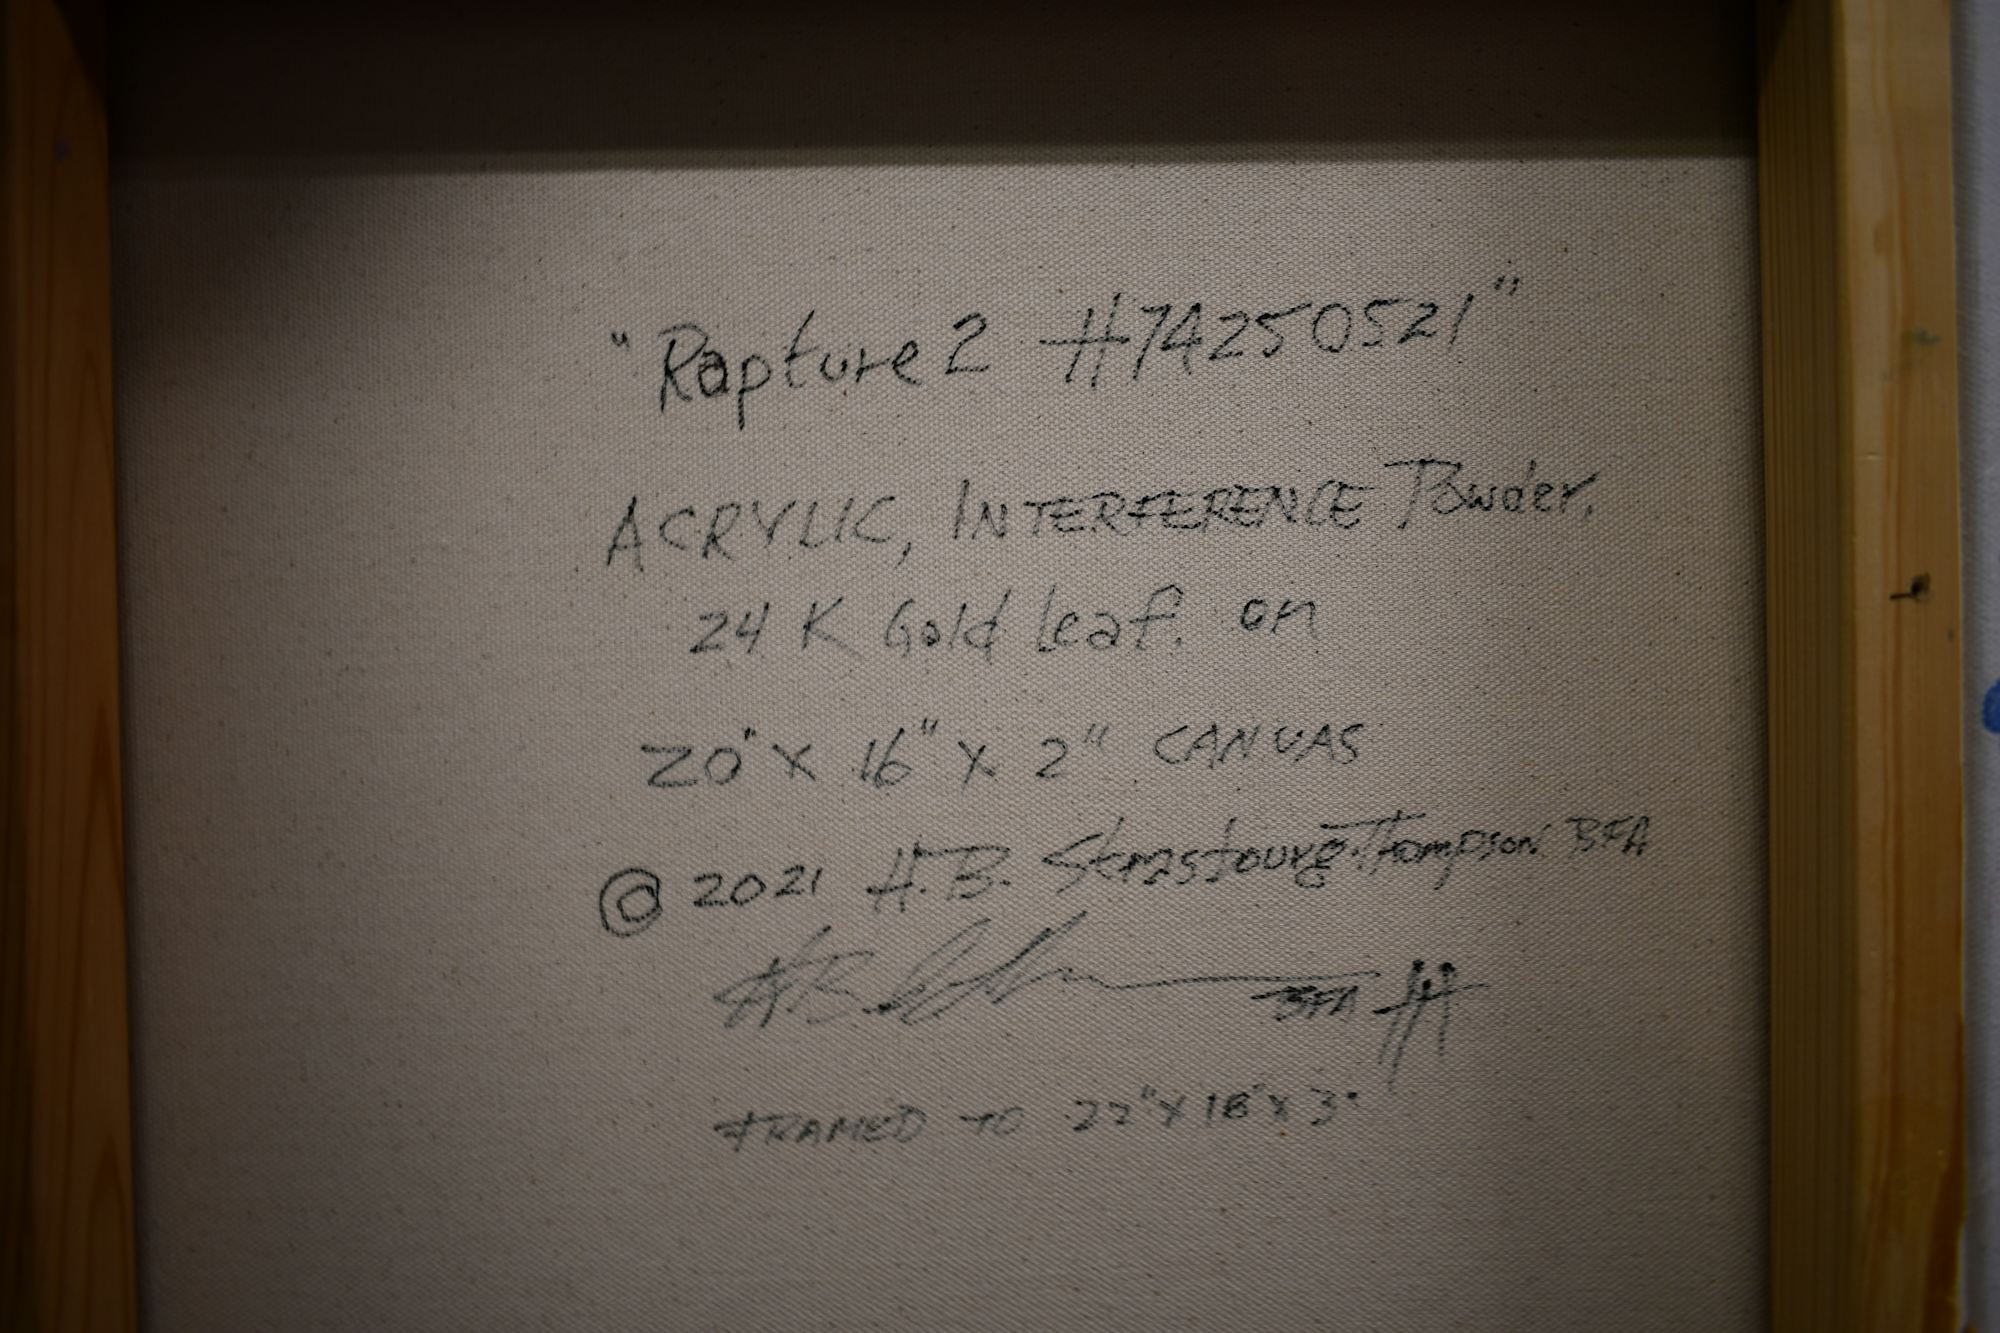 "Rapture 2 #74250521"
ACRYLIC, INTERFERENCE Powder,
24 K Gold Leaf. on
20" X 16" X 2" CANVAS
© 2021 H.B. Strasbourg-Thompson BFA
H.B. BFA
FRAMED TO 22" X 18" X 3"